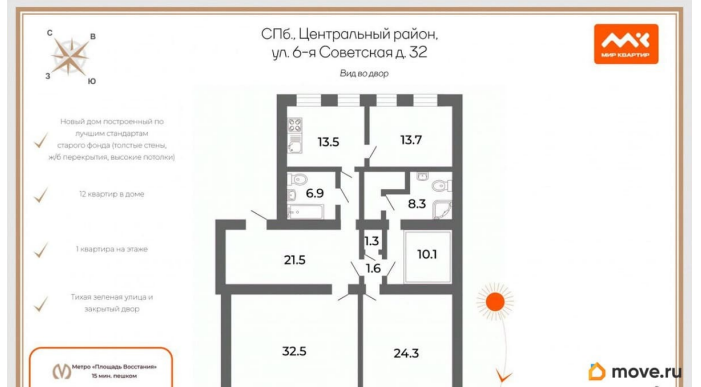 СПб., Центральный район,
ул. 6-я Советская д. 32
Вид во двор
МИР КВАРТИР
С
В
З
Ю
Новый дом построенный по
лучшим стандартам
старого фонда (толстые стены,
ж/б перекрытия, высокие потолки)
12 квартир в доме
1 квартира на этаже
Тихая зеленая улица и
закрытый двор
Метро «Площадь Восстания»
15 мин. пешком
13.5
13.7
6.9
8.3
1.3
21.5
1.6
10.1
32.5
24.3
move.ru